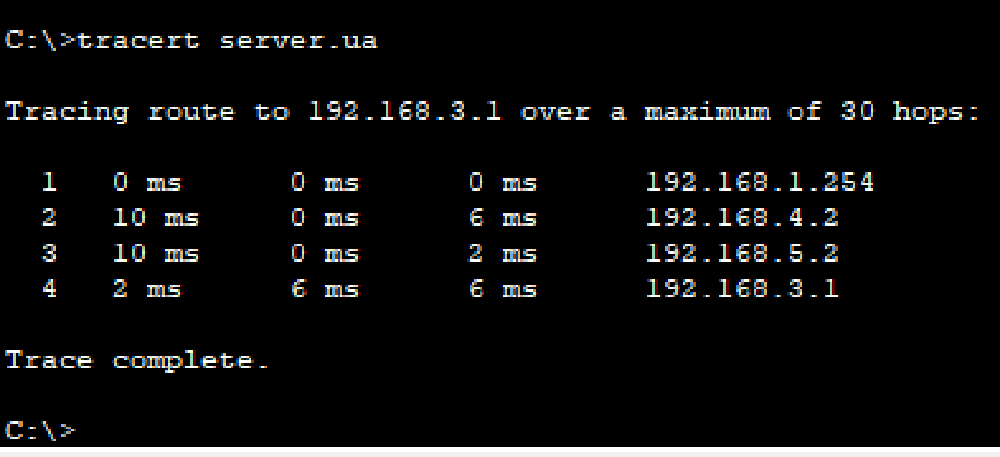 C:\>tracert server.ua
Tracing route to 192.168.3.1 over a maximum of 30 hops:
1 0 ms 0 ms 0 ms 192.168.1.254
2 10 ms 0 ms 6 ms 192.168.4.2
3 10 ms 0 ms 2 ms 192.168.5.2
4 2 ms 6 ms 6 ms 192.168.3.1
Trace complete.
C:\>